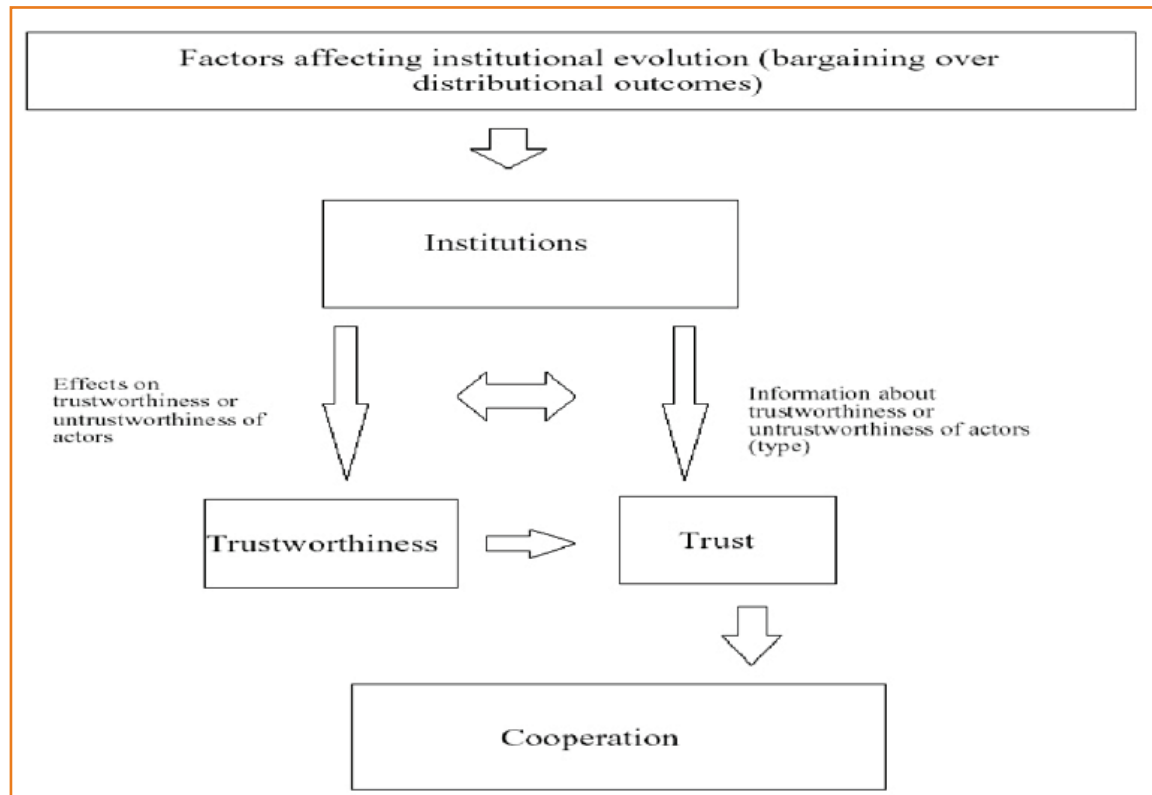 Factors affecting institutional evolution (bargaining over
distributional outcomes)
Institutions
Effects on
trustworthiness or
untrustworthiness of
actors
Information about
trustworthiness or
untrustworthiness of actors
(type)
Trustworthiness
Trust
Cooperation